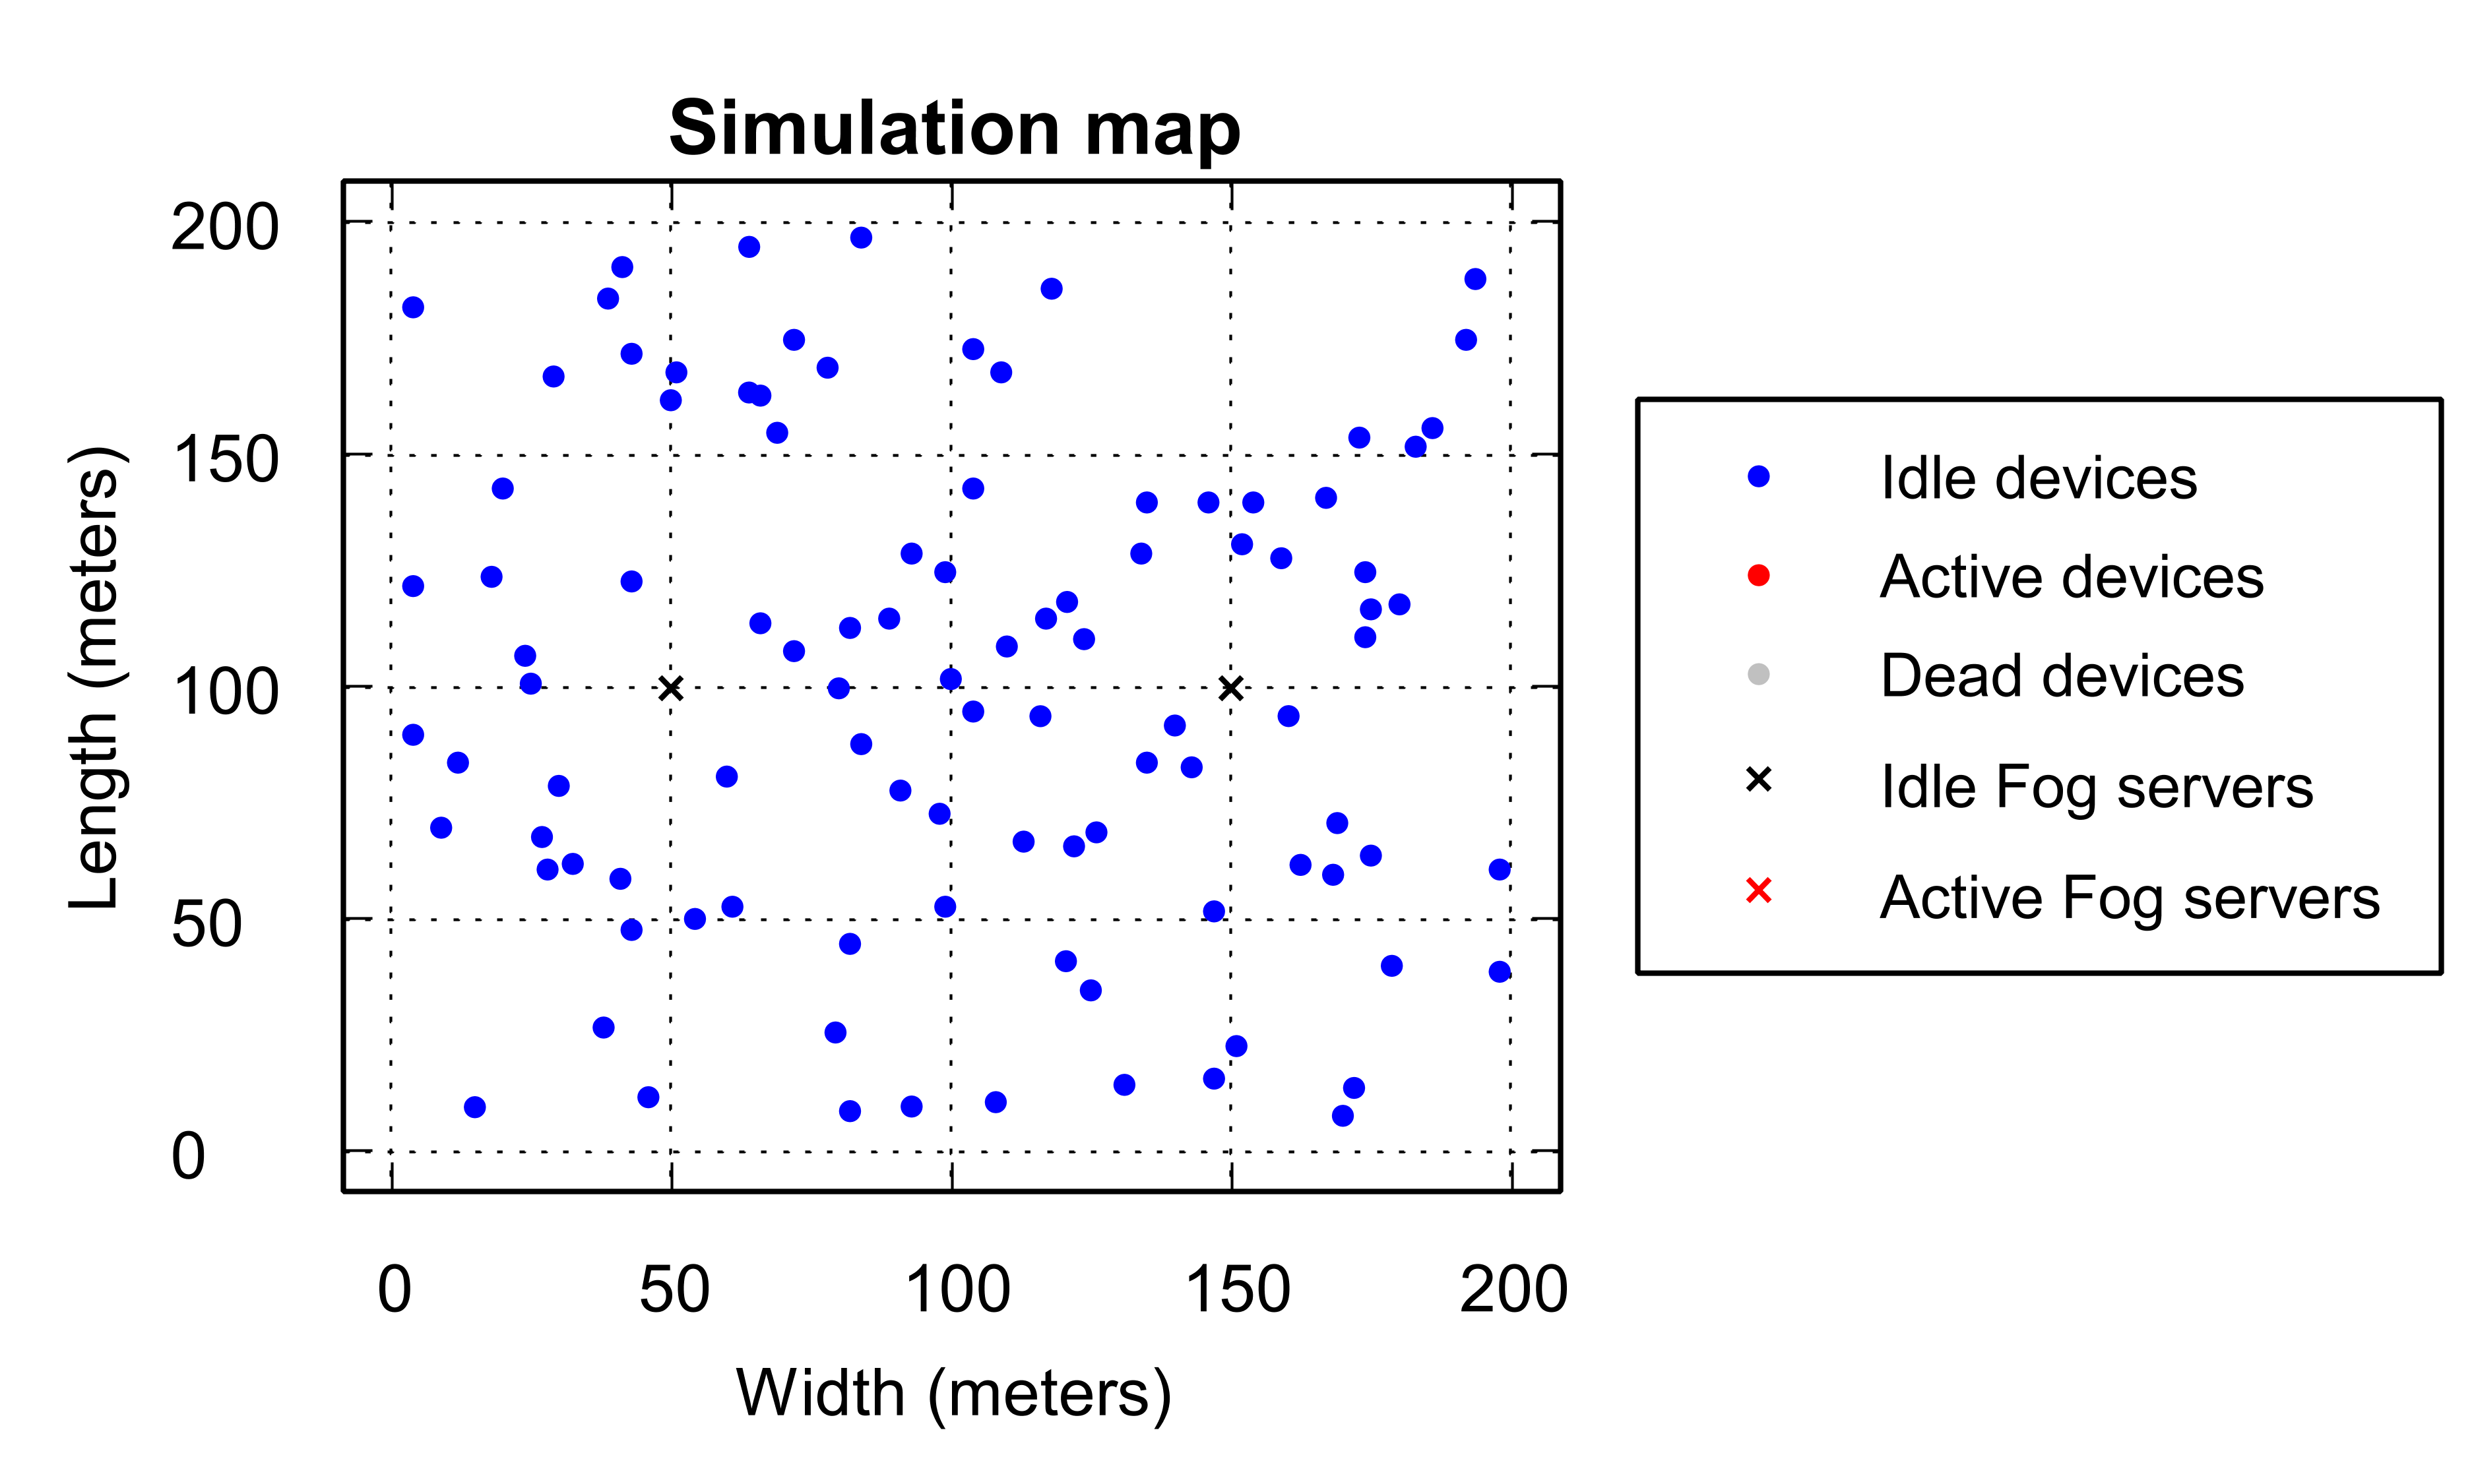 Simulation map
200
150
100
50
0
Length (meters)
0 50 100 150 200
Width (meters)
Idle devices
Active devices
Dead devices
Idle Fog servers
Active Fog servers